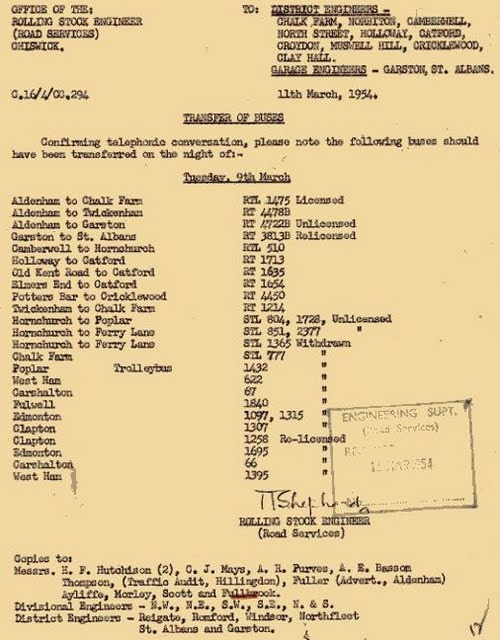 OFFICE OF THE: TO: DISTRICT ENGINEERS -
ROLLING STOCK ENGINEER CHALK FARM, NORBITON, CAMBERWELL,
(ROAD SERVICES) NORTH STREET, HOLLOWAY, CATFORD,
CHISWICK. CROYDON, MUSWELL HILL, CRICKLEWOOD,
CLAY HALL.
GARAGE ENGINEERS - GARSTON, ST. ALBANS.
C.16/4/CC.294 11th March, 1954.
TRANSFER OF BUSES
Confirming telephonic conversation, please note the following buses should
have been transferred on the night of:-
Tuesday, 9th March
Aldenham to Chalk Farm RTL 1475 Licensed
Aldenham to Twickenham RT 4478B
Aldenham to Garston RT 4722B Unlicensed
Garston to St. Albans RT 3813B Relicensed
Camberwell to Hornchurch RTL 510
Holloway to Catford RT 1713
Old Kent Road to Catford RT 1635
Elmers End to Catford RT 1654
Potters Bar to Cricklewood RT 4450
Twickenham to Chalk Farm RT 1214
Hornchurch to Poplar STL 804, 1728, Unlicensed
Hornchurch to Ferry Lane STL 851, 2377 "
Hornchurch to Ferry Lane STL 1365 Withdrawn
Chalk Farm STL 777 "
Poplar Trolleybus 1432 "
West Ham 622 "
Carshalton 67 "
Fulwell 1840 "
Edmonton 1097, 1315 "
Clapton 1307 "
Clapton 1258 Re-licensed
Edmonton 1695 "
Carshalton 66 "
West Ham 1395 "
ENGINEERING SUPT.
(Road Services)
MAR 1954
ROLLING STOCK ENGINEER
(Road Services)
Copies to:
Messrs. H. F. Hutchison (2), C. J. Mays, A. R. Purves, A. E. Bassom
Thompson, (Traffic Audit, Hillingdon), Fuller (Advert., Aldenham)
Ayliffe, Morley, Scott and Fullbrook.
Divisional Engineers - N.W., N.E., S.W., S.E., N. & S.
District Engineers - Reigate, Romford, Windsor, Northfleet
St. Albans and Garston.